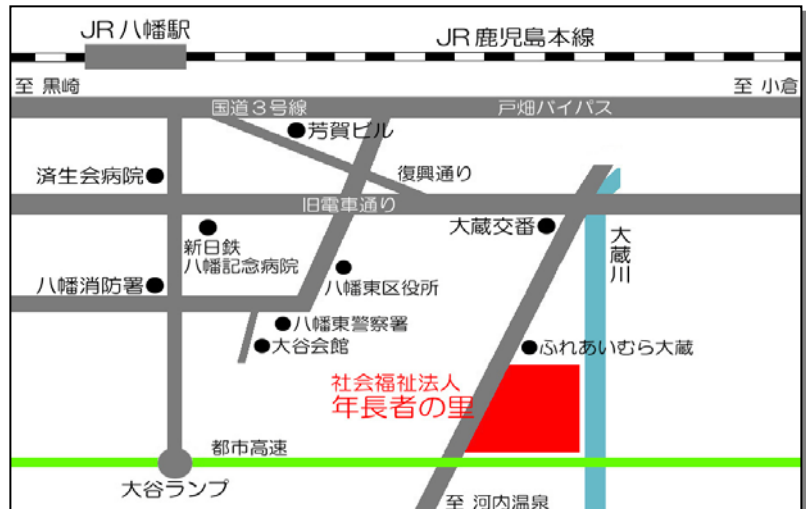 JR八幡駅
JR鹿児島本線
至 黒崎
至 小倉
国道3号線
戸畑バイパス
芳賀ビル
済生会病院
復興通り
旧電車通り
大蔵交番
新日鉄
八幡記念病院
大蔵川
八幡消防署
八幡東区役所
八幡東警察署
大谷会館
ふれあいむら大蔵
社会福祉法人
年長者の里
都市高速
大谷ランプ
至 河内温泉